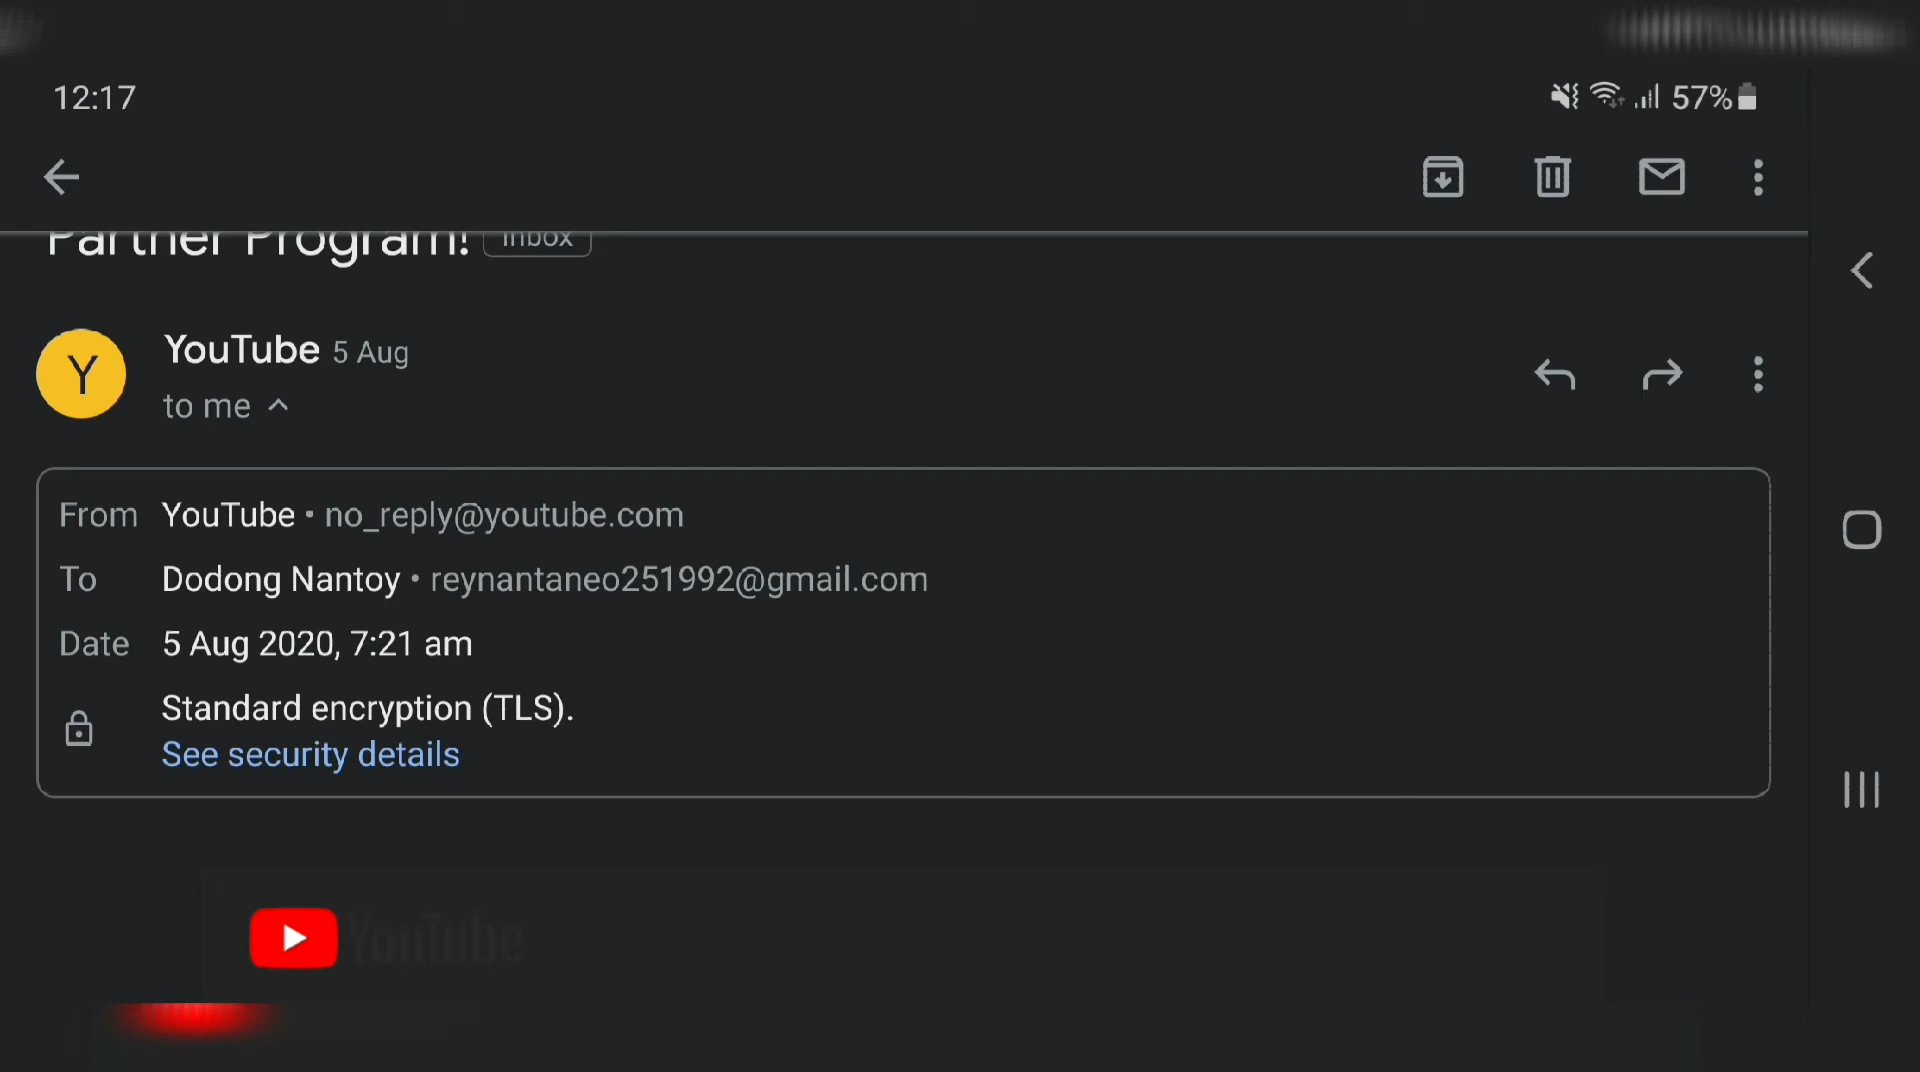 12:17
57%
Partner Program! Inbox
YouTube 5 Aug
to me
Y
From YouTube • no_reply@youtube.com
To Dodong Nantoy • reynantaneo251992@gmail.com
Date 5 Aug 2020, 7:21 am
Standard encryption (TLS).
See security details
YouTube